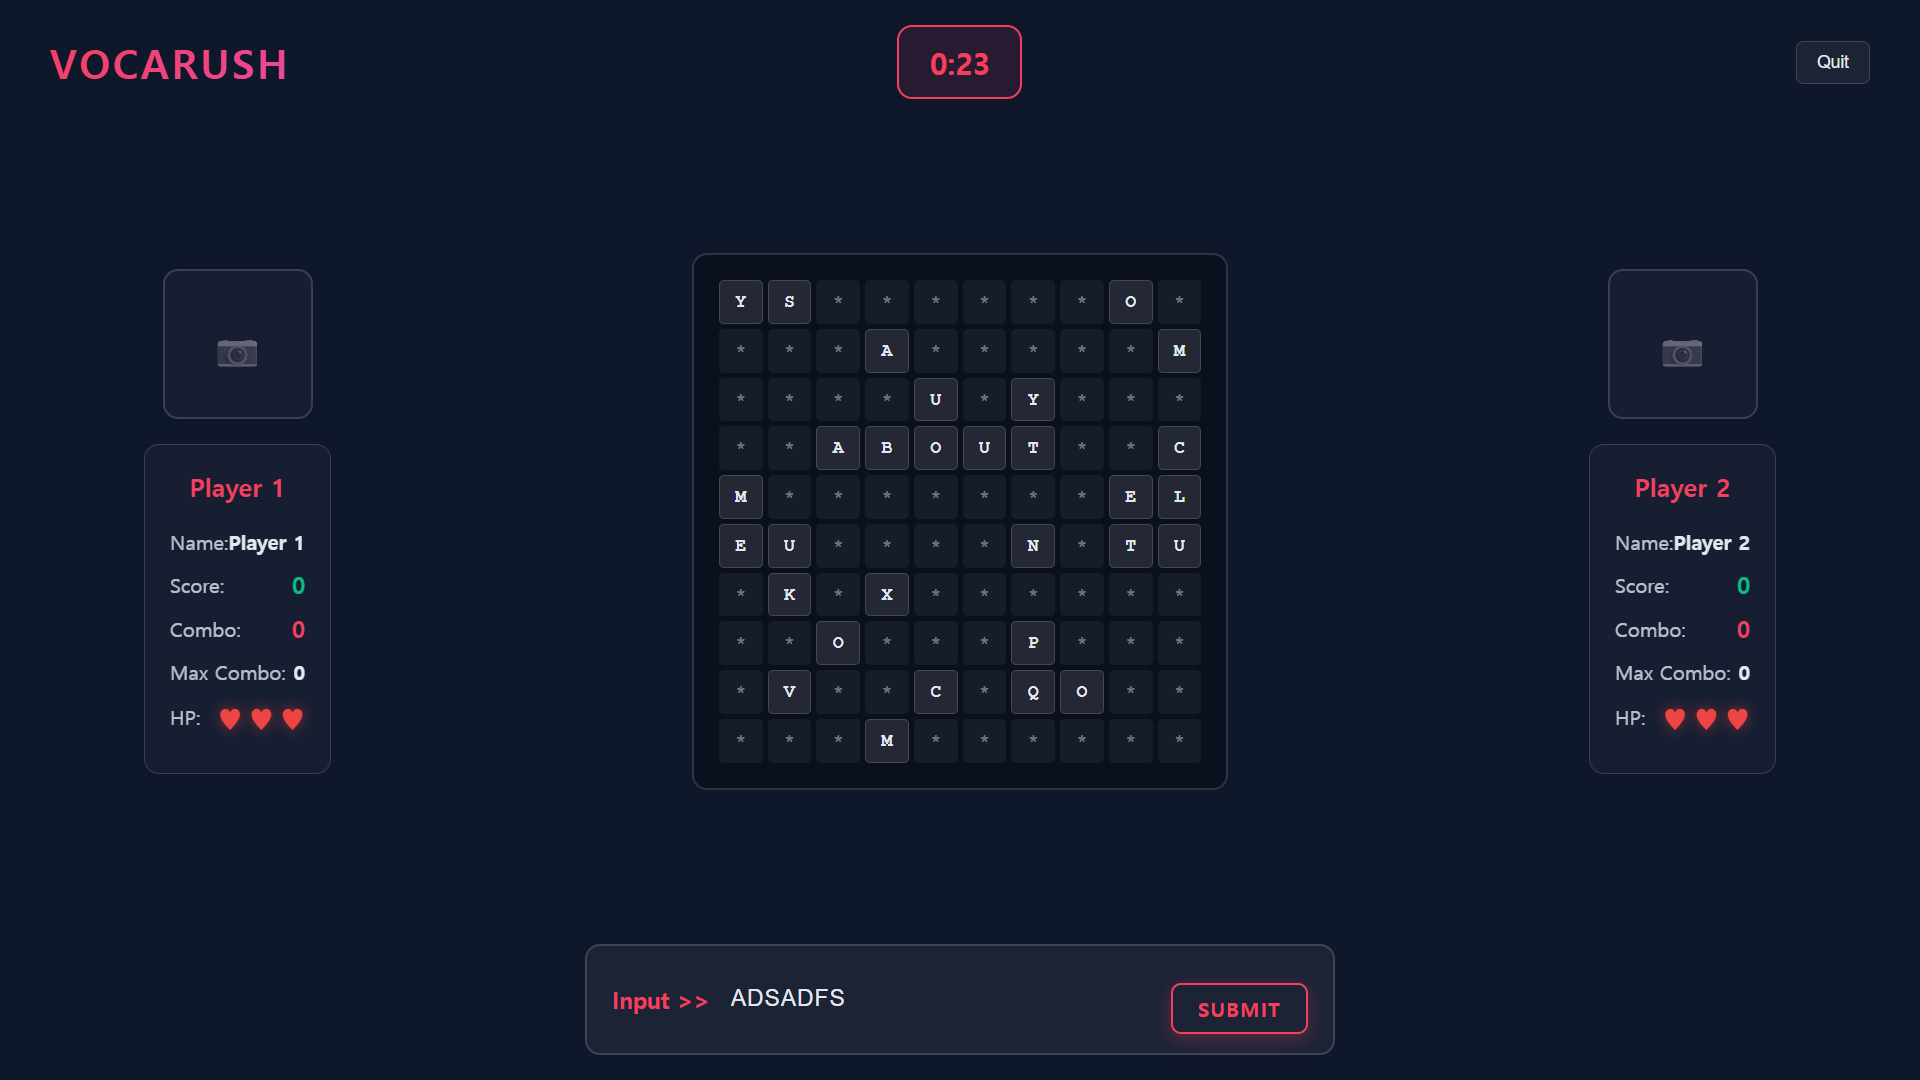 VOCARUSH
0:23
Quit
Y S * * * * * * O *
* * * A * * * * * M
* * * * U * Y * * *
* * A B O U T * * C
M * * * * * * * E L
E U * * * * N * T U
* K * X * * * * * *
* * O * * * P * * *
* V * * C * Q O * *
* * * M * * * * * *
Player 1
Name:Player 1
Score: 0
Combo: 0
Max Combo: 0
HP:
Player 2
Name:Player 2
Score: 0
Combo: 0
Max Combo: 0
HP:
Input >> ADSADFS
SUBMIT